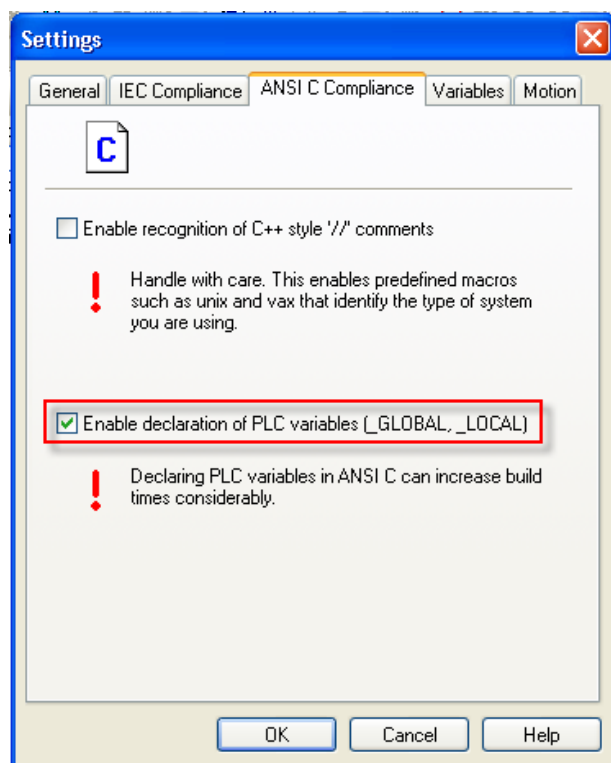 Settings
General IEC Compliance ANSI C Compliance Variables Motion
C
Enable recognition of C++ style '//' comments
Handle with care. This enables predefined macros
such as unix and vax that identify the type of system
you are using.
Enable declaration of PLC variables (_GLOBAL, _LOCAL)
Declaring PLC variables in ANSI C can increase build
times considerably.
OK Cancel Help